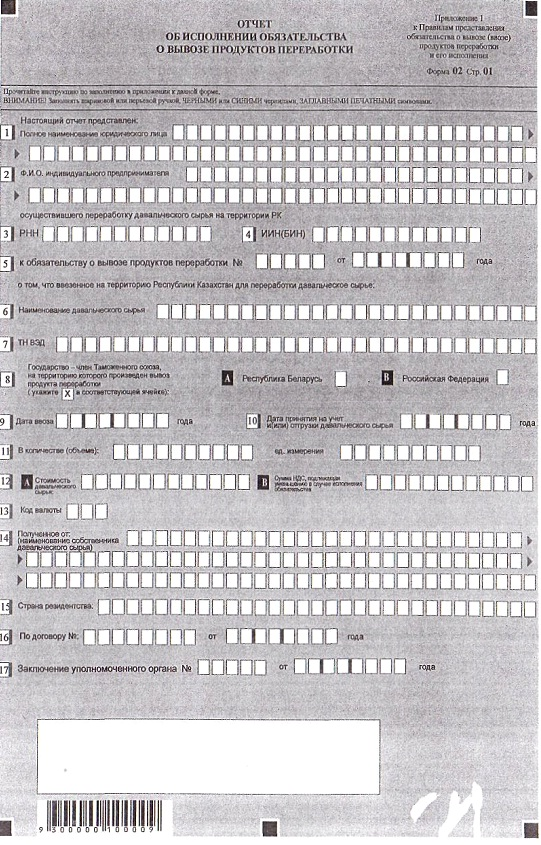 ОТЧЕТ
ОБ ИСПОЛНЕНИИ ОБЯЗАТЕЛЬСТВА
О ВЫВОЗЕ ПРОДУКТОВ ПЕРЕРАБОТКИ
Приложение 1
к Правилам представления
обязательства о вывозе (ввозе)
продуктов переработки
и его исполнения
Форма 02 Стр. 01
Прочитайте инструкцию по заполнению в приложении к данной форме.
ВНИМАНИЕ! Заполнять шариковой или перьевой ручкой, ЧЕРНЫМИ или СИНИМИ чернилами, ЗАГЛАВНЫМИ ПЕЧАТНЫМИ символами.
Настоящий отчет представлен:
1 Полное наименование юридического лица
2 Ф.И.О. индивидуального предпринимателя
осуществившего переработку давальческого сырья на территории РК
3 РНН 4 ИИН(БИН)
5 к обязательству о вывозе продуктов переработки № от года
о том, что ввезенное на территорию Республики Казахстан для переработки давальческое сырье:
6 Наименование давальческого сырья
7 ТН ВЭД
8 Государство – член Таможенного союза,
на территорию которого произведен вывоз
продукта переработки
( укажите X в соответствующей ячейке):
А Республика Беларусь В Российская Федерация
9 Дата ввоза года 10 Дата принятия на учет
и(или) отгрузки давальческого сырья года
11 В количестве (объеме): ед. измерения
12 А Стоимость
давальческого
сырья:
В Сумма НДС, подлежащая
уменьшению в случае исполнения
обязательства
13 Код валюты
14 Полученное от:
(наименование собственника
давальческого сырья)
15 Страна резидентства:
16 По договору №: от года
17 Заключение уполномоченного органа № от года
9 300000 100009